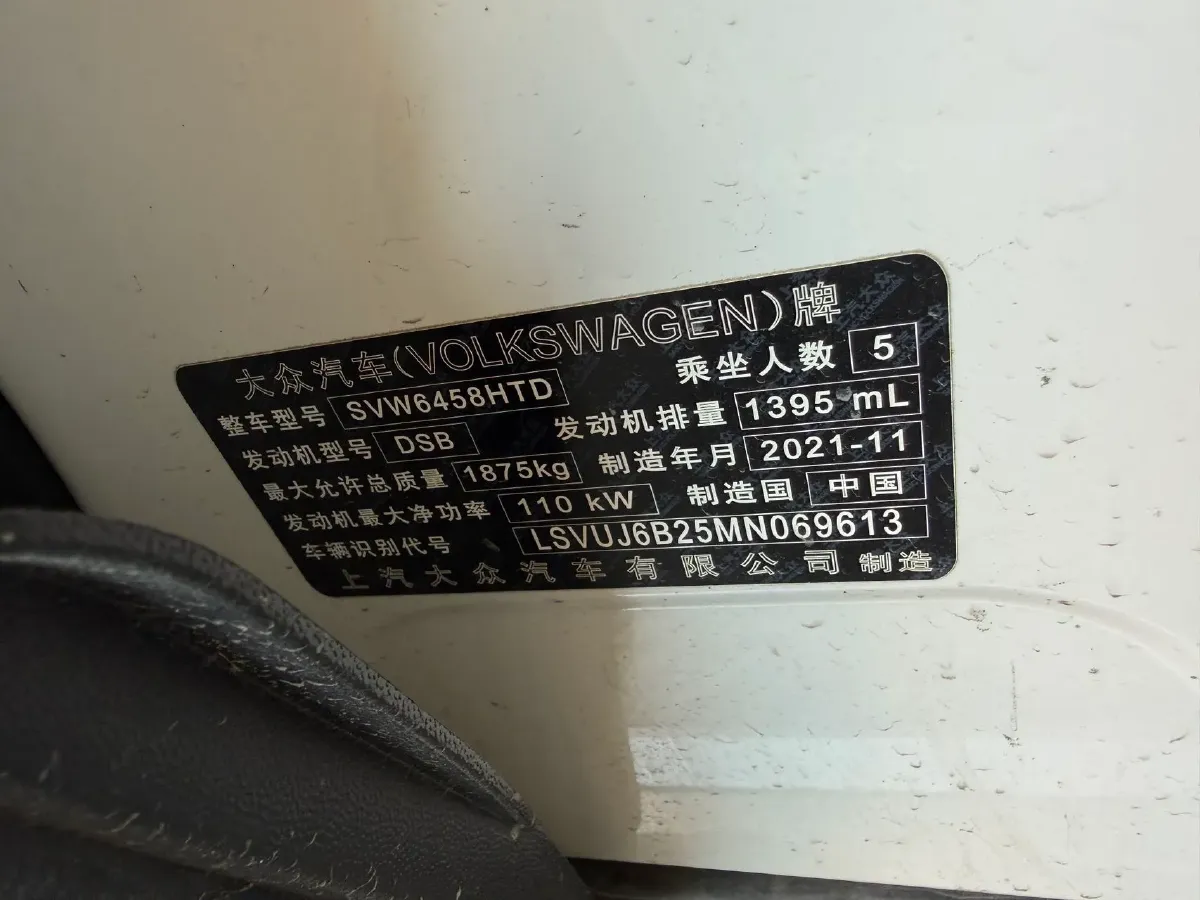 大众汽车(VOLKSWAGEN)牌
整车型号 SVW6458HTD 乘坐人数 5
发动机型号 DSB 发动机排量 1395 mL
最大允许总质量 1875kg 制造年月 2021-11
发动机最大净功率 110 kW 制造国 中国
车辆识别代号 LSVUJ6B25MN069613
上汽大众汽车有限公司 制造